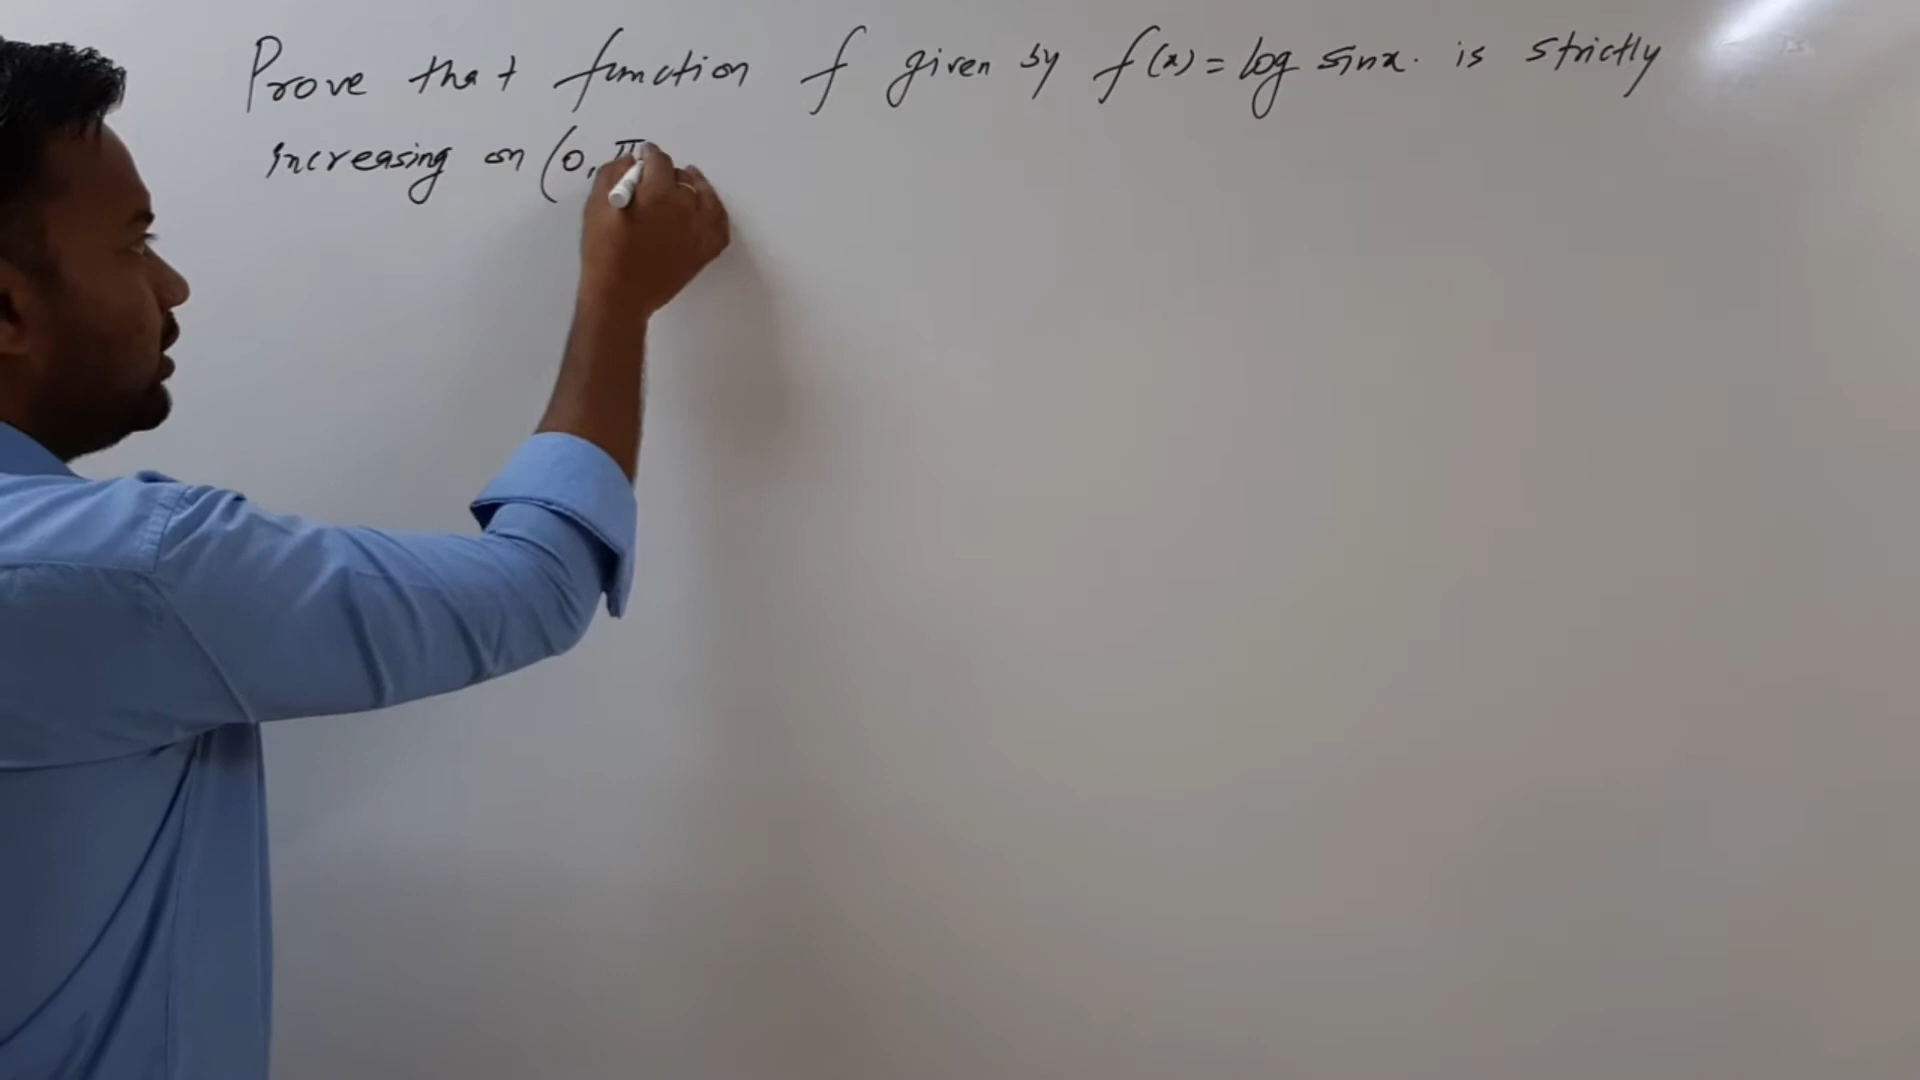 Prove that function f given by f(x) = log sinx. is strictly
increasing on (0, π